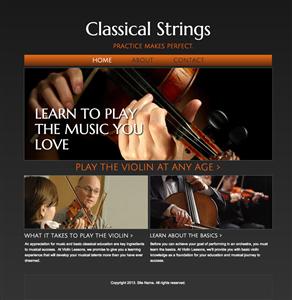 Classical Strings
PRACTICE MAKES PERFECT.
HOME ABOUT CONTACT
LEARN TO PLAY
THE MUSIC YOU
LOVE
PLAY THE VIOLIN AT ANY AGE >
WHAT IT TAKES TO PLAY THE VIOLIN >
An appreciation for music and basic classical education are key ingredients
to musical success. At Violin Lessons, we strive to give you a learning
experience that will develop your musical talents more than you have ever
dreamed.
LEARN ABOUT THE BASICS >
Before you can achieve your goal of performing in an orchestra, you must
learn the basics. At Violin Lessons, we'll provide you with basic violin
knowledge as a foundation for your education and musical journey to
success.
Copyright 2013. Site Name. All Rights Reserved.